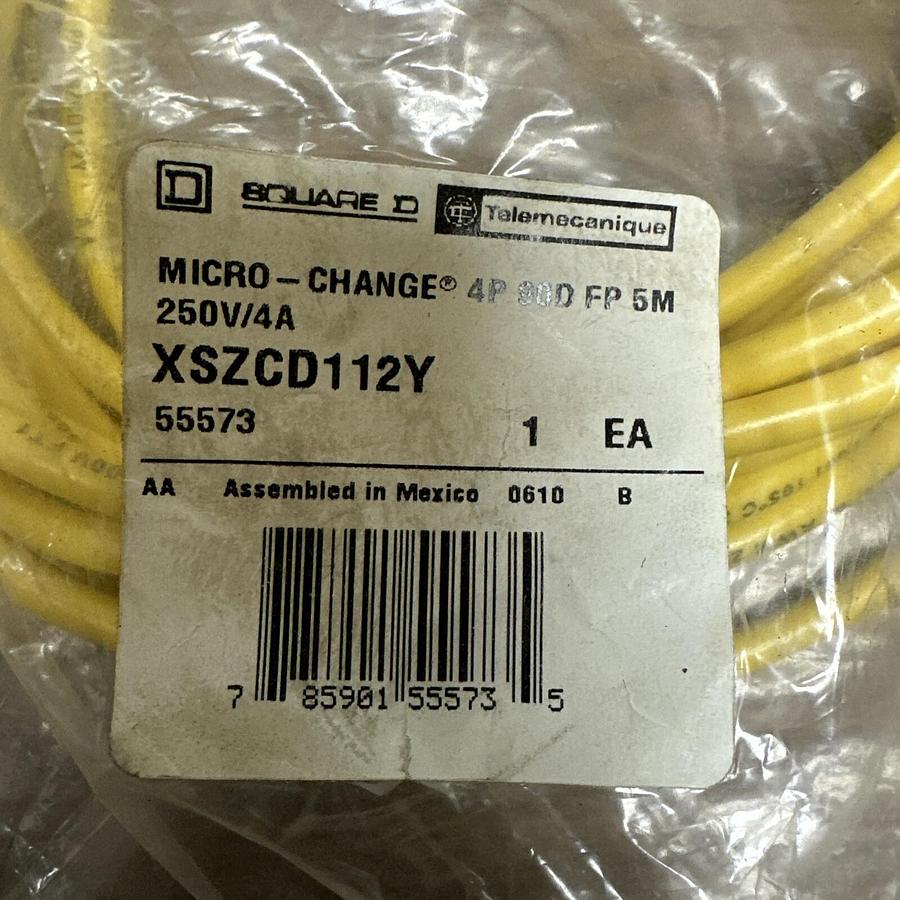 D SQUARE D TE Telemecanique
MICRO-CHANGE® 4P 90D FP 5M
250V/4A
XSZCD112Y
55573 1 EA
AA Assembled in Mexico 0610 B
7 85901 55573 5